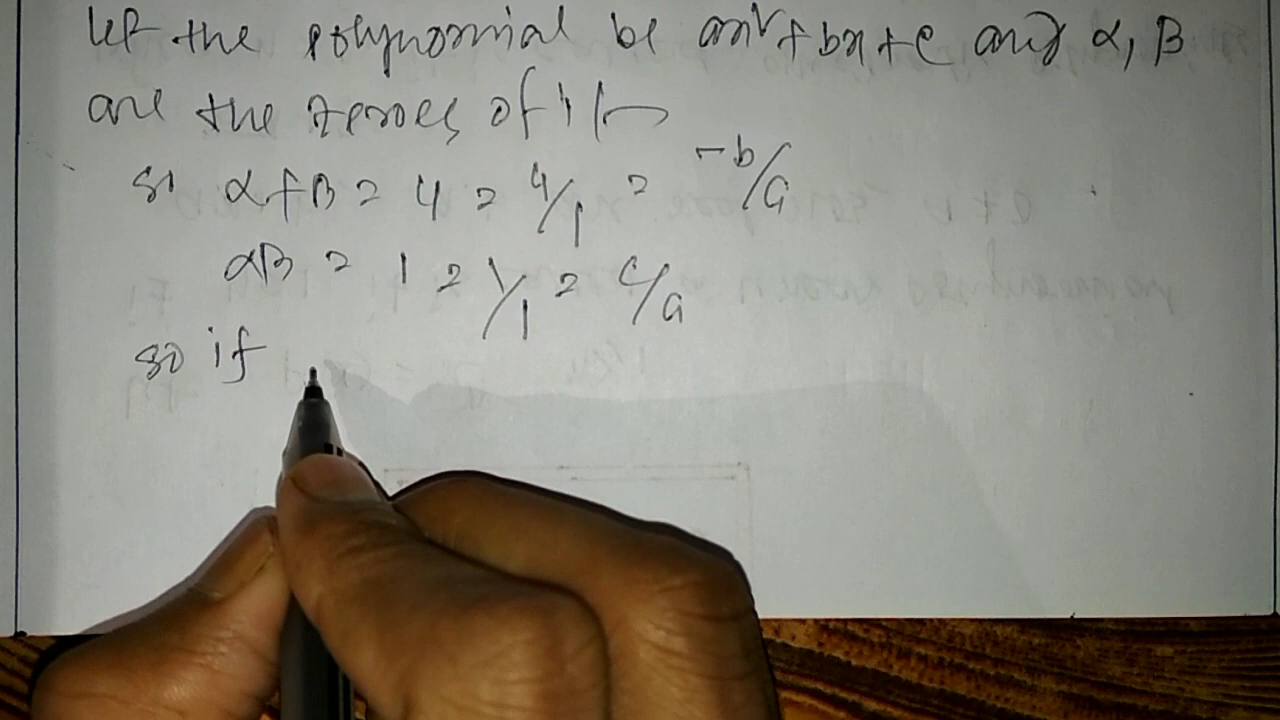 let the polynomial be ax²+bx+c and α, β
are the zeroes of it
so α+β = 4 = 4/1 = -b/a
αβ = 1 = 1/1 = c/a
so if